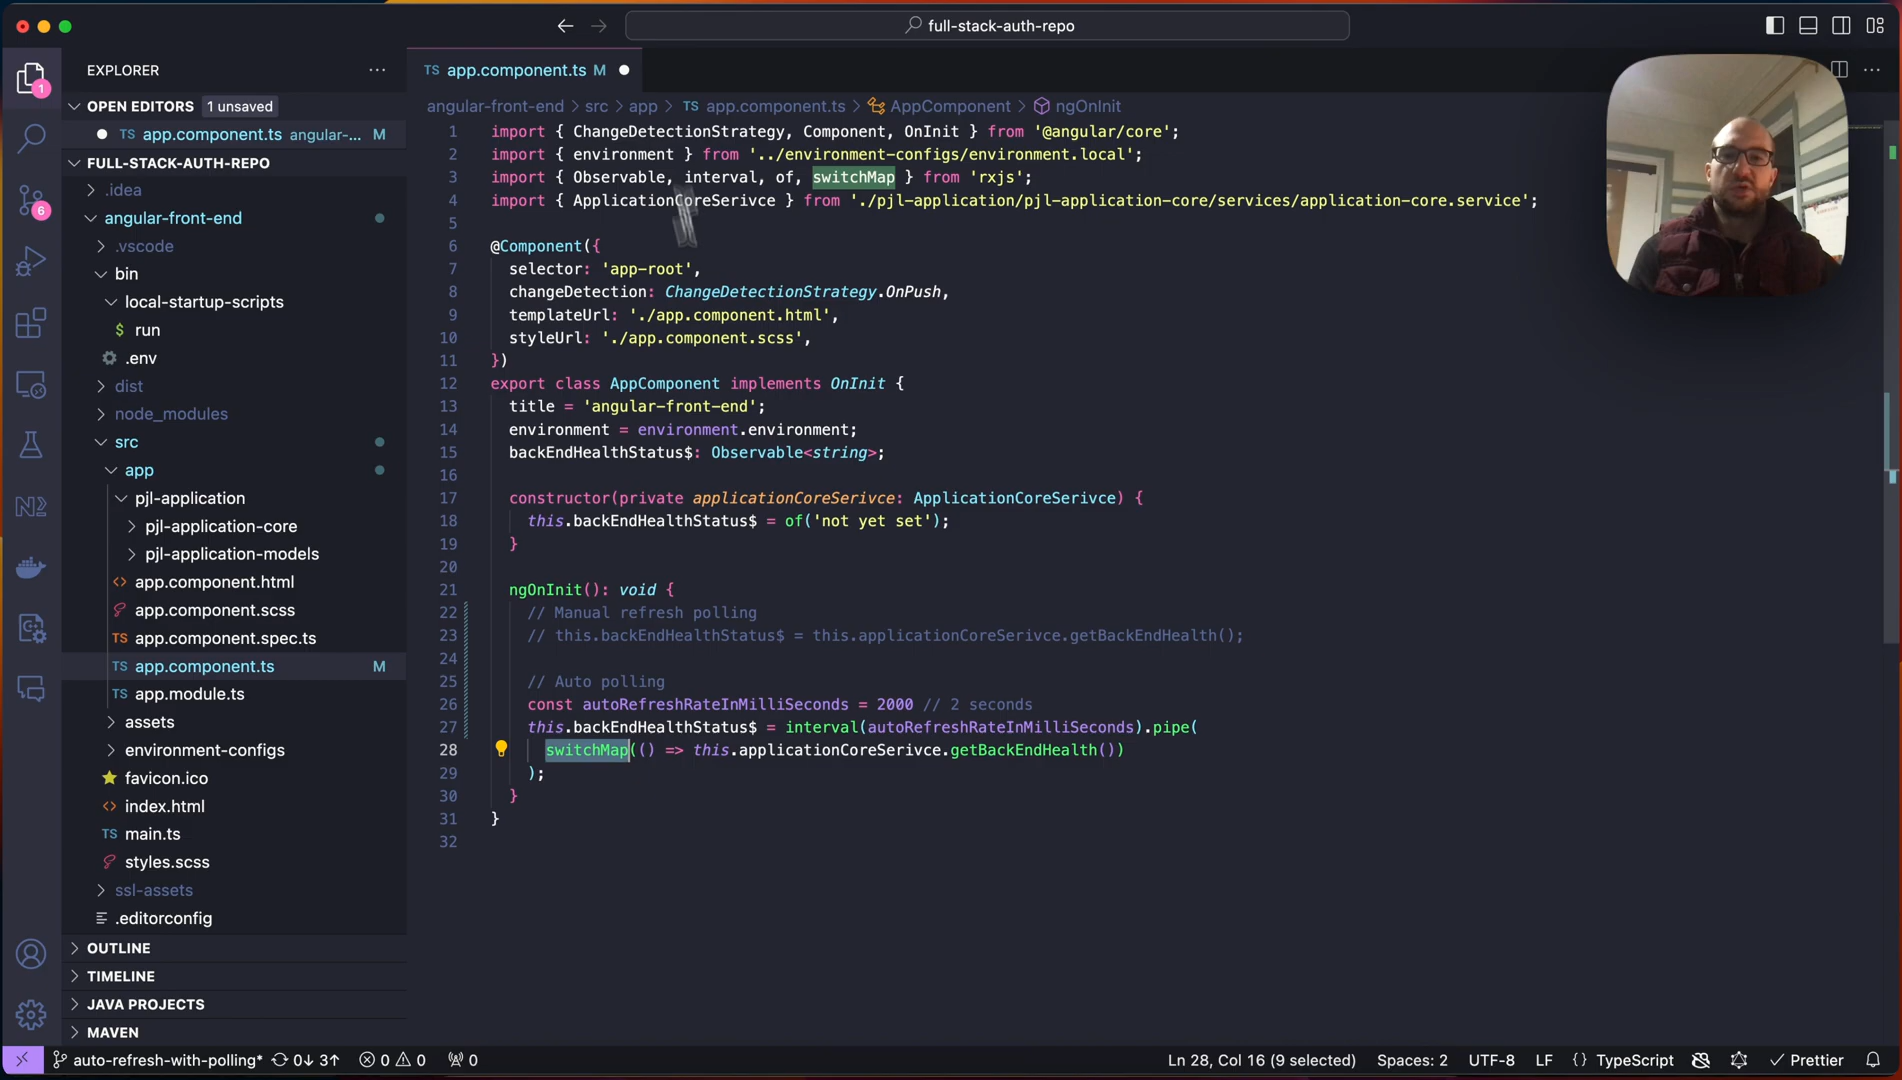 full-stack-auth-repo
EXPLORER
OPEN EDITORS 1 unsaved
TS app.component.ts angular-... M
FULL-STACK-AUTH-REPO
.idea
angular-front-end
.vscode
bin
local-startup-scripts
$ run
.env
dist
node_modules
src
app
pjl-application
pjl-application-core
pjl-application-models
<> app.component.html
app.component.scss
TS app.component.spec.ts
TS app.component.ts M
TS app.module.ts
assets
environment-configs
favicon.ico
<> index.html
TS main.ts
styles.scss
ssl-assets
.editorconfig
OUTLINE
TIMELINE
JAVA PROJECTS
MAVEN
1
6
TS app.component.ts M
angular-front-end > src > app > TS app.component.ts > AppComponent > ngOnInit
1 import { ChangeDetectionStrategy, Component, OnInit } from '@angular/core';
2 import { environment } from '../environment-configs/environment.local';
3 import { Observable, interval, of, switchMap } from 'rxjs';
4 import { ApplicationCoreSerivce } from './pjl-application/pjl-application-core/services/application-core.service';
5
6 @Component({
7 selector: 'app-root',
8 changeDetection: ChangeDetectionStrategy.OnPush,
9 templateUrl: './app.component.html',
10 styleUrl: './app.component.scss',
11 })
12 export class AppComponent implements OnInit {
13 title = 'angular-front-end';
14 environment = environment.environment;
15 backEndHealthStatus$: Observable<string>;
16
17 constructor(private applicationCoreSerivce: ApplicationCoreSerivce) {
18 this.backEndHealthStatus$ = of('not yet set');
19 }
20
21 ngOnInit(): void {
22 // Manual refresh polling
23 // this.backEndHealthStatus$ = this.applicationCoreSerivce.getBackEndHealth();
24
25 // Auto polling
26 const autoRefreshRateInMilliSeconds = 2000 // 2 seconds
27 this.backEndHealthStatus$ = interval(autoRefreshRateInMilliSeconds).pipe(
28 switchMap(() => this.applicationCoreSerivce.getBackEndHealth())
29 );
30 }
31 }
32
auto-refresh-with-polling* 0↓ 3↑ 0 0 0 Ln 28, Col 16 (9 selected) Spaces: 2 UTF-8 LF {} TypeScript Prettier